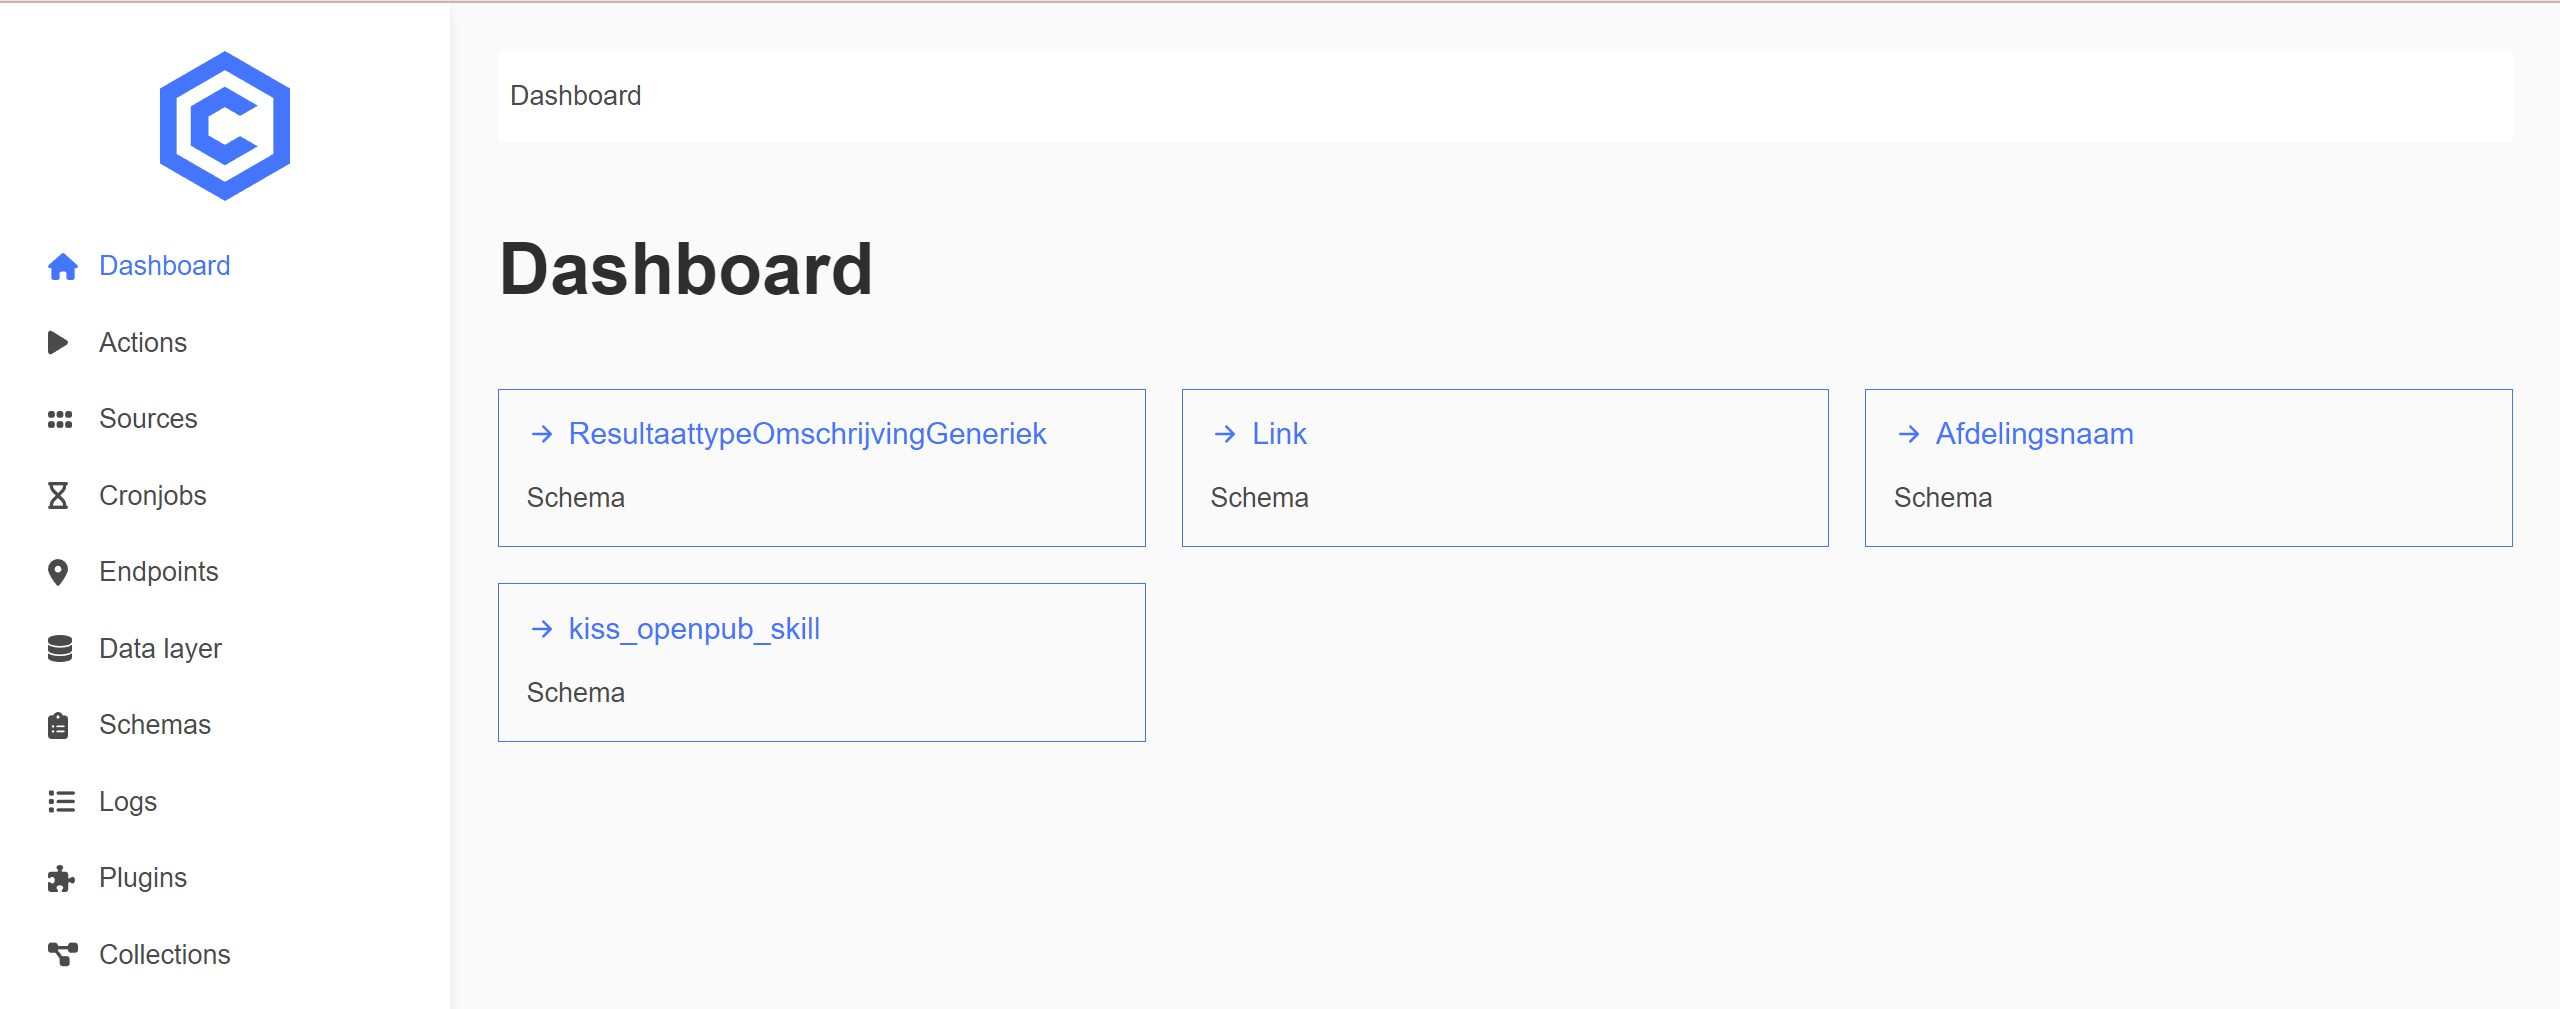 Dashboard
Actions
Sources
Cronjobs
Endpoints
Data layer
Schemas
Logs
Plugins
Collections
Dashboard
Dashboard
ResultaattypeOmschrijvingGeneriek
Schema
Link
Schema
Afdelingsnaam
Schema
kiss_openpub_skill
Schema